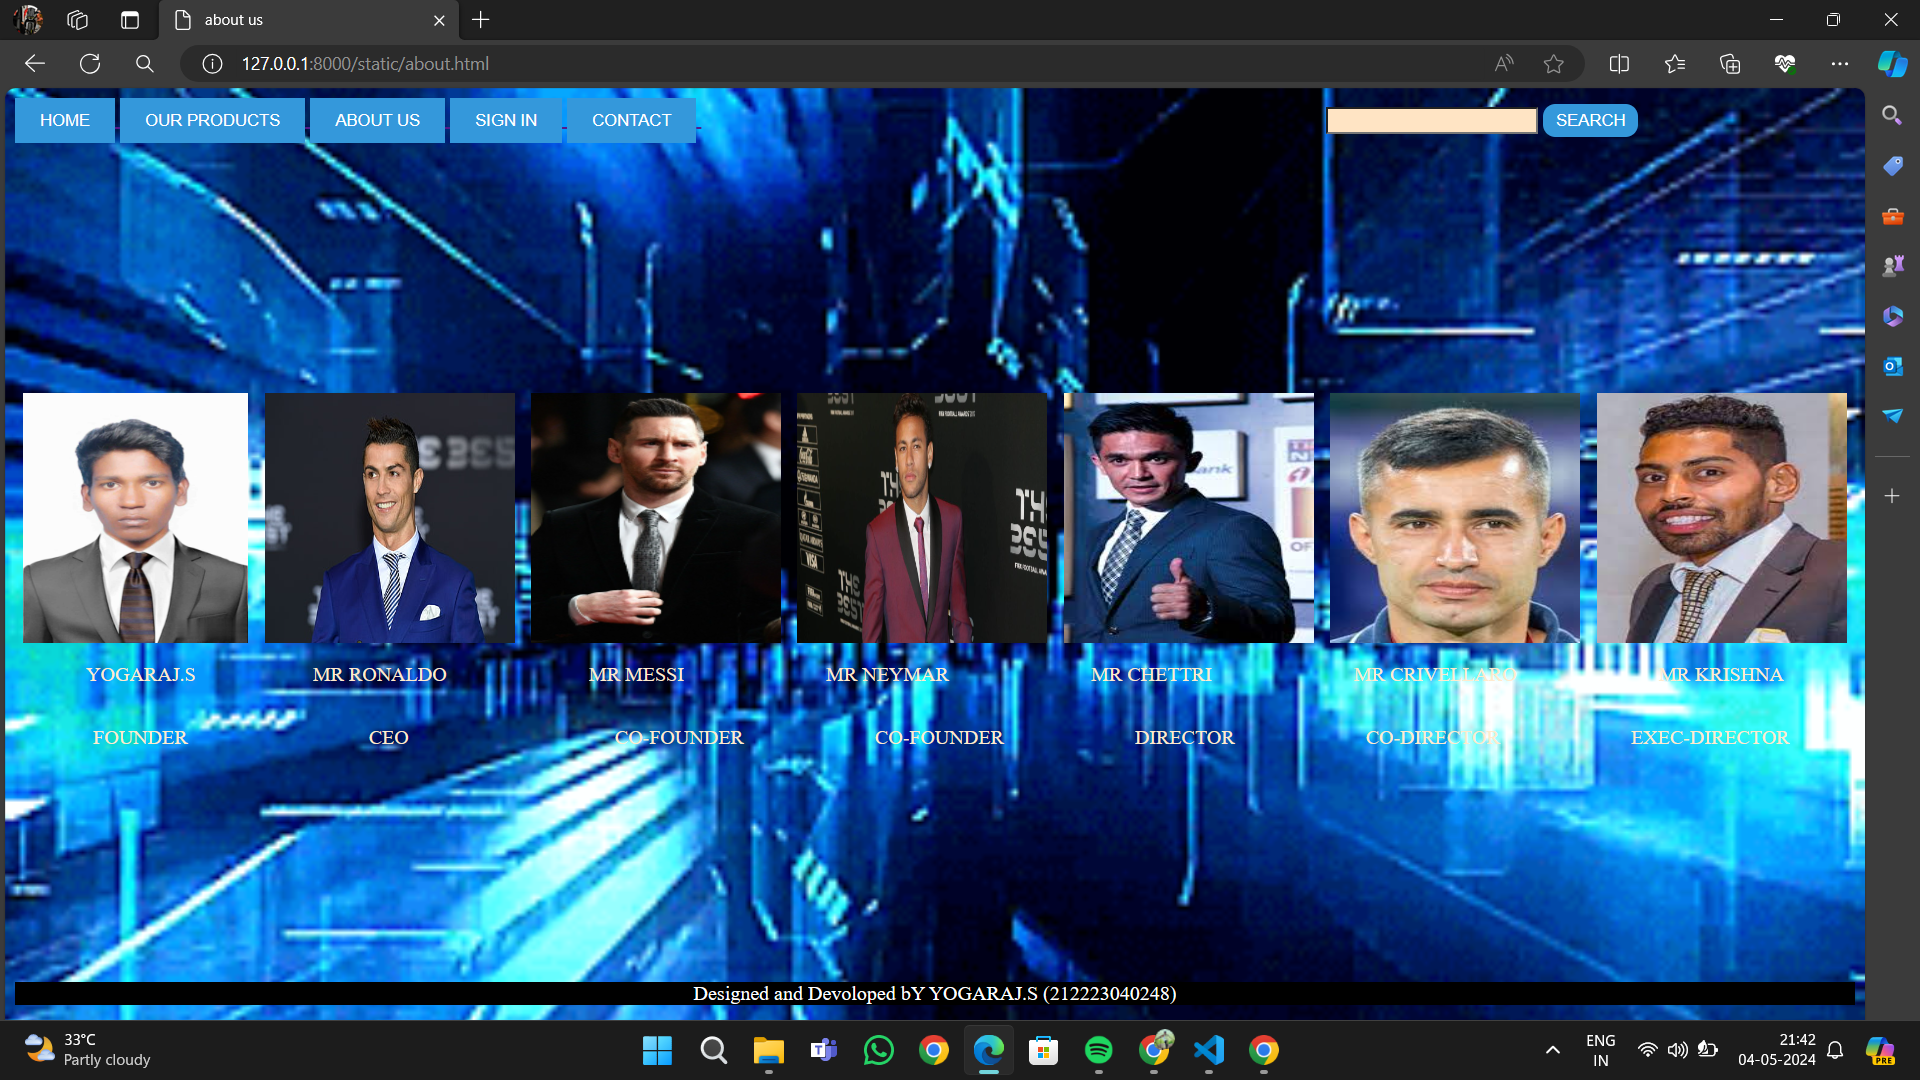 about us
127.0.0.1:8000/static/about.html
HOME OUR PRODUCTS ABOUT US SIGN IN CONTACT SEARCH
YOGARAJ.S MR RONALDO MR MESSI MR NEYMAR MR CHETTRI MR CRIVELLARO MR KRISHNA
FOUNDER CEO CO-FOUNDER CO-FOUNDER DIRECTOR CO-DIRECTOR EXEC-DIRECTOR
Designed and Devoloped bY YOGARAJ.S (212223040248)
33°C
Partly cloudy
ENG
IN
21:42
04-05-2024
PRE